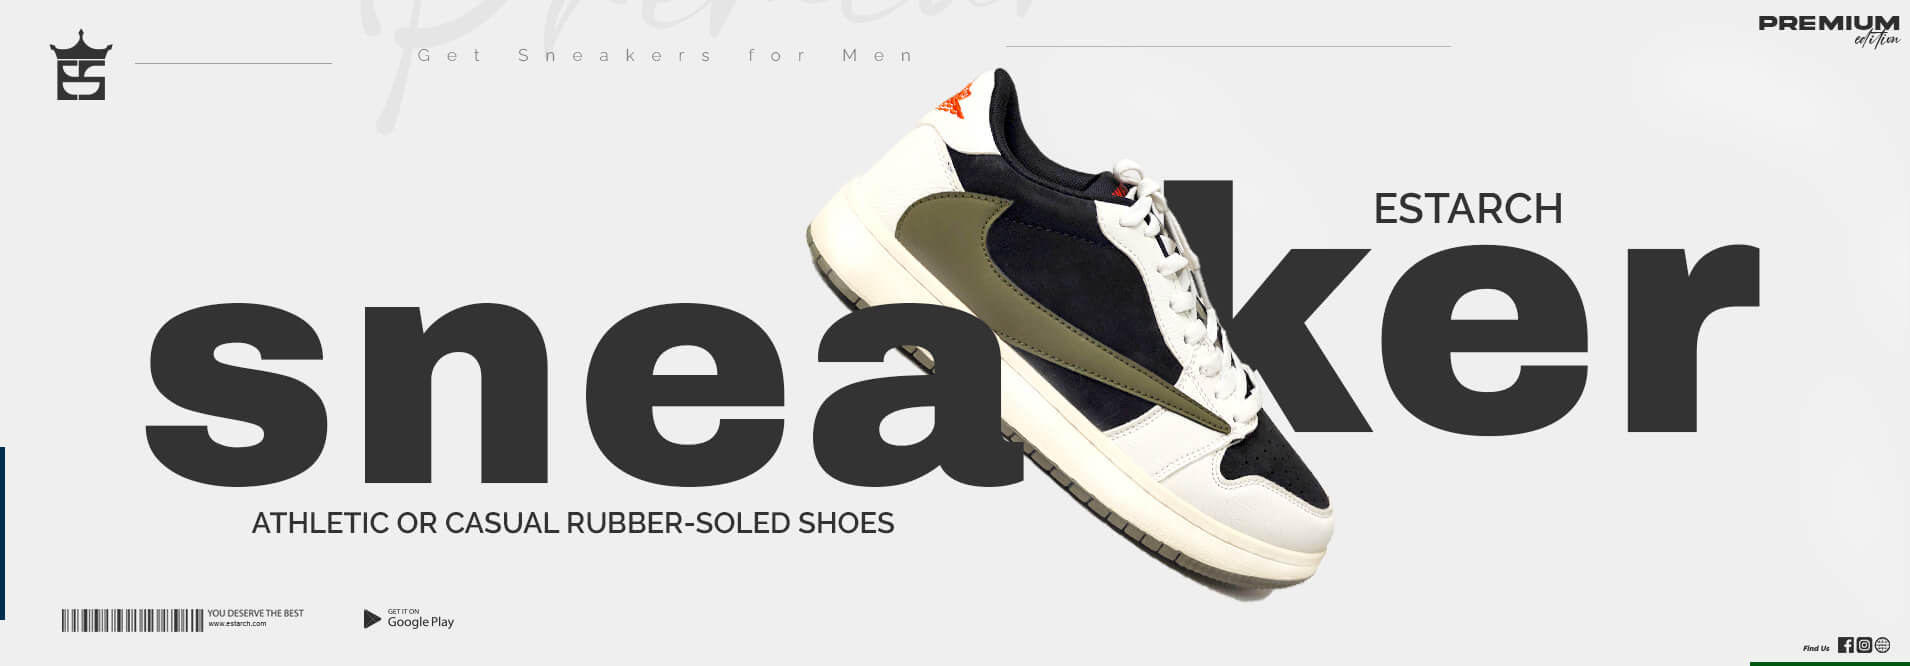 Get Sneakers for Men
PREMIUM
edition
ES
ESTARCH
sneaker
ATHLETIC OR CASUAL RUBBER-SOLED SHOES
YOU DESERVE THE BEST
www.estarch.com
GET IT ON
Google Play
Find Us